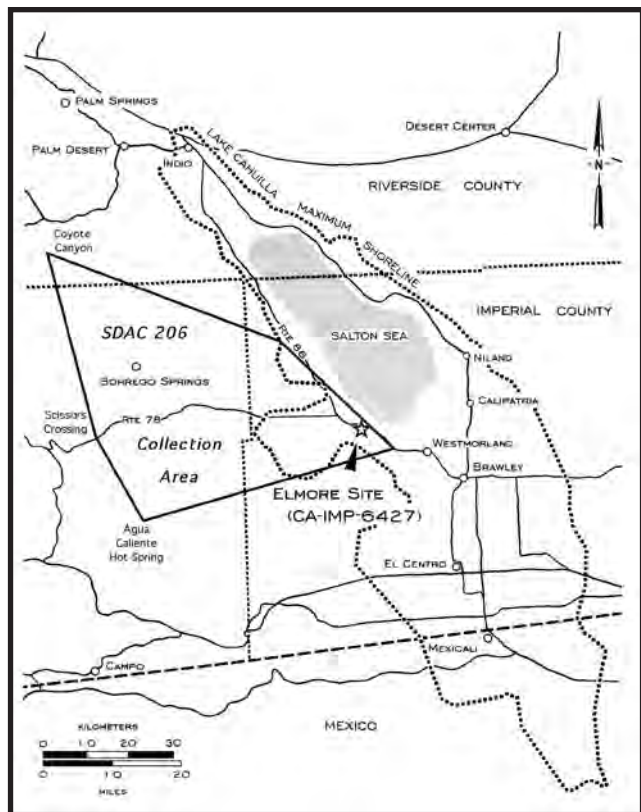 PALM SPRINGS
DESERT CENTER
PALM DESERT
INDIO
N
LAKE CAHUILLA MAXIMUM SHORELINE
RIVERSIDE COUNTY
Coyote
Canyon
IMPERIAL COUNTY
SDAC 206
SALTON SEA
RTE 86
NILAND
BORREGO SPRINGS
CALIPATRIA
Scissors
Crossing
RTE 78
Collection
Area
WESTMORLAND
BRAWLEY
ELMORE SITE
(CA-IMP-6427)
Agua
Caliente
Hot Spring
EL CENTRO
MEXICALI
CAMPO
MEXICO
KILOMETERS
0 10 20 30
0 10 20
MILES